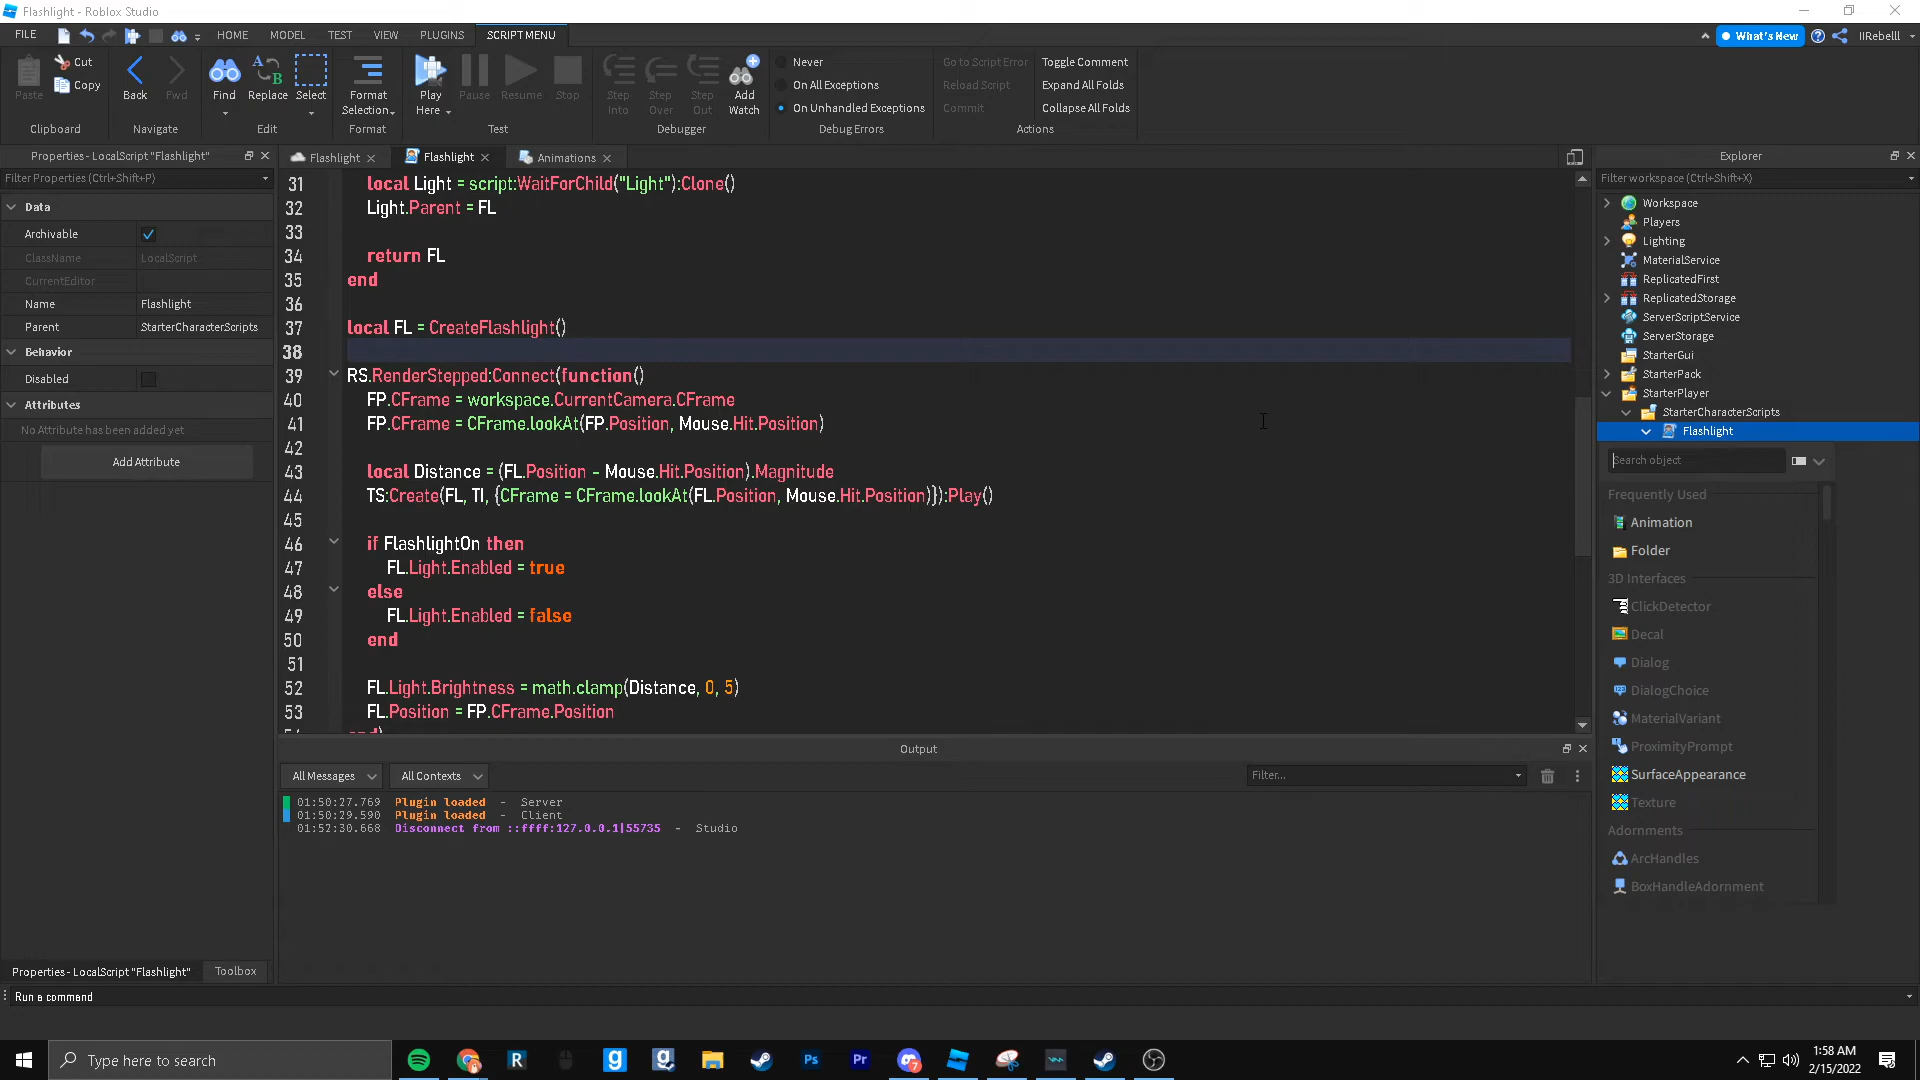 Flashlight - Roblox Studio
FILE
HOME
MODEL
TEST
VIEW
PLUGINS
SCRIPT MENU
What's New
IIRebelll
Paste
Cut
Copy
Clipboard
Back
Fwd
Navigate
Find
Replace
Select
Edit
Format
Selection
Format
Play
Here
Pause
Resume
Stop
Test
Step
Into
Step
Over
Step
Out
Add
Watch
Debugger
Never
On All Exceptions
On Unhandled Exceptions
Debug Errors
Go to Script Error
Reload Script
Commit
Toggle Comment
Expand All Folds
Collapse All Folds
Actions
Properties - LocalScript "Flashlight"
Filter Properties (Ctrl+Shift+P)
Data
Archivable
ClassName LocalScript
CurrentEditor
Name Flashlight
Parent StarterCharacterScripts
Behavior
Disabled
Attributes
No Attribute has been added yet
Add Attribute
Properties - LocalScript "Flashlight"
Toolbox
Flashlight
Flashlight
Animations
31 local Light = script:WaitForChild("Light"):Clone()
32 Light.Parent = FL
33
34 return FL
35 end
36
37 local FL = CreateFlashlight()
38
39 RS.RenderStepped:Connect(function()
40 FP.CFrame = workspace.CurrentCamera.CFrame
41 FP.CFrame = CFrame.lookAt(FP.Position, Mouse.Hit.Position)
42
43 local Distance = (FL.Position - Mouse.Hit.Position).Magnitude
44 TS:Create(FL, TI, {CFrame = CFrame.lookAt(FL.Position, Mouse.Hit.Position)}):Play()
45
46 if FlashlightOn then
47 FL.Light.Enabled = true
48 else
49 FL.Light.Enabled = false
50 end
51
52 FL.Light.Brightness = math.clamp(Distance, 0, 5)
53 FL.Position = FP.CFrame.Position
Output
All Messages
All Contexts
Filter...
01:50:27.769 Plugin loaded - Server
01:50:29.590 Plugin loaded - Client
01:52:30.668 Disconnect from ::ffff:127.0.0.1|55735 - Studio
Explorer
Filter workspace (Ctrl+Shift+X)
Workspace
Players
Lighting
MaterialService
ReplicatedFirst
ReplicatedStorage
ServerScriptService
ServerStorage
StarterGui
StarterPack
StarterPlayer
StarterCharacterScripts
Flashlight
Search object
Frequently Used
Animation
Folder
3D Interfaces
ClickDetector
Decal
Dialog
DialogChoice
MaterialVariant
ProximityPrompt
SurfaceAppearance
Texture
Adornments
ArcHandles
BoxHandleAdornment
Run a command
Type here to search
R
g
g
Ps
Pr
7
1:58 AM
2/15/2022